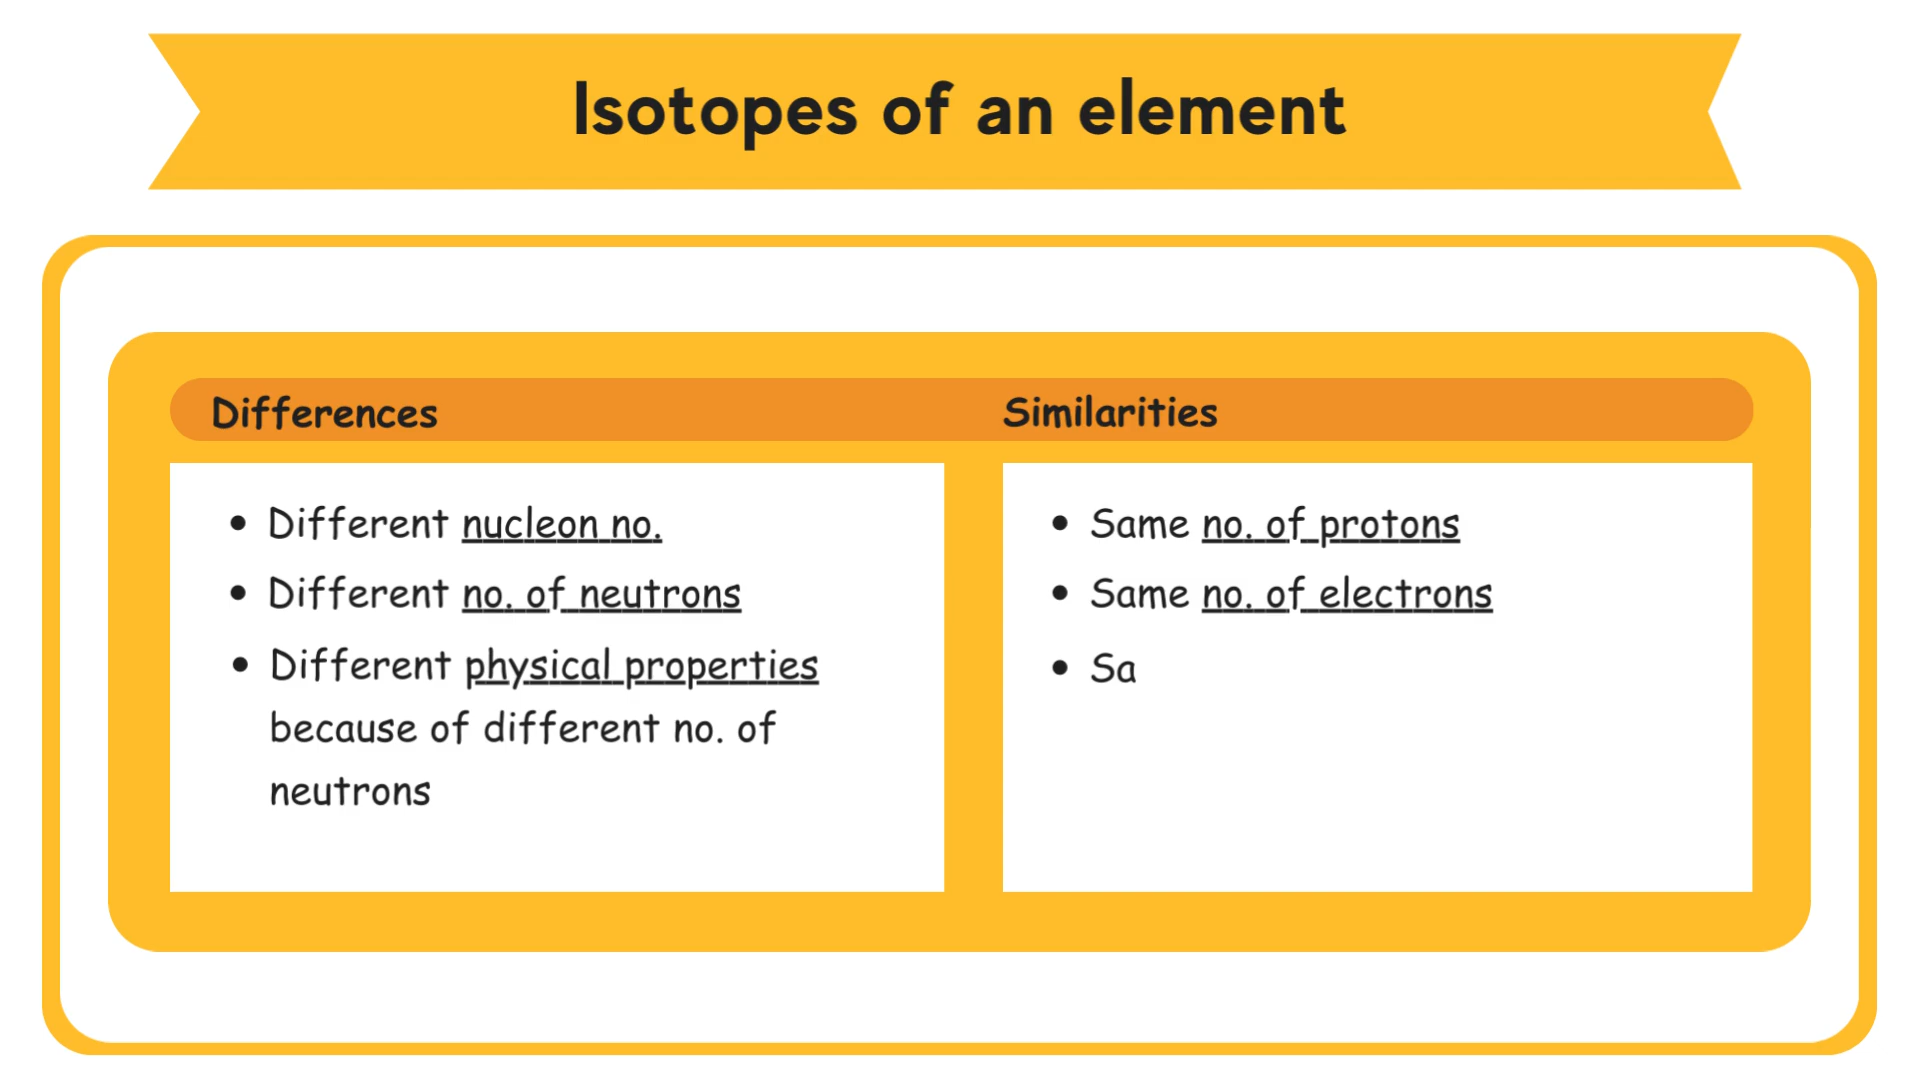 Isotopes of an element
Differences
Different nucleon no.
Different no. of neutrons
Different physical properties
because of different no. of
neutrons
Similarities
Same no. of protons
Same no. of electrons
Sa